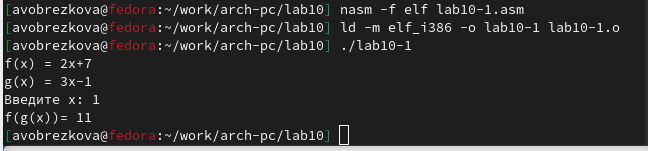 [avobrezkova@fedora:~/work/arch-pc/lab10] nasm -f elf lab10-1.asm
[avobrezkova@fedora:~/work/arch-pc/lab10] ld -m elf_i386 -o lab10-1 lab10-1.o
[avobrezkova@fedora:~/work/arch-pc/lab10] ./lab10-1
f(x) = 2x+7
g(x) = 3x-1
Введите x: 1
f(g(x))= 11
[avobrezkova@fedora:~/work/arch-pc/lab10]